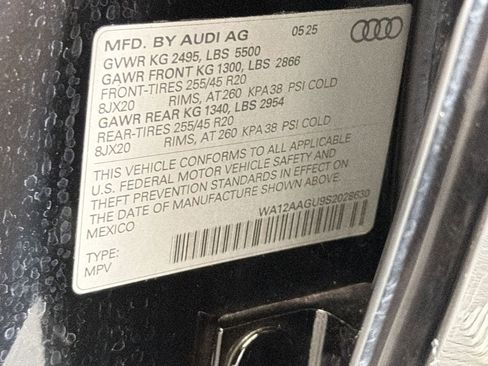 MFD. BY AUDI AG 05 25
GVWR KG 2495, LBS 5500
GAWR FRONT KG 1300, LBS 2866
FRONT-TIRES 255/45 R20
8JX20 RIMS, AT 260 KPA 38 PSI COLD
GAWR REAR KG 1340, LBS 2954
REAR-TIRES 255/45 R20
8JX20 RIMS, AT 260 KPA 38 PSI COLD
THIS VEHICLE CONFORMS TO ALL APPLICABLE
U.S. FEDERAL MOTOR VEHICLE SAFETY AND
THEFT PREVENTION STANDARDS IN EFFECT ON THE
DATE OF MANUFACTURE SHOWN ABOVE.
MEXICO WA12AAGU9S2028630
TYPE:
MPV